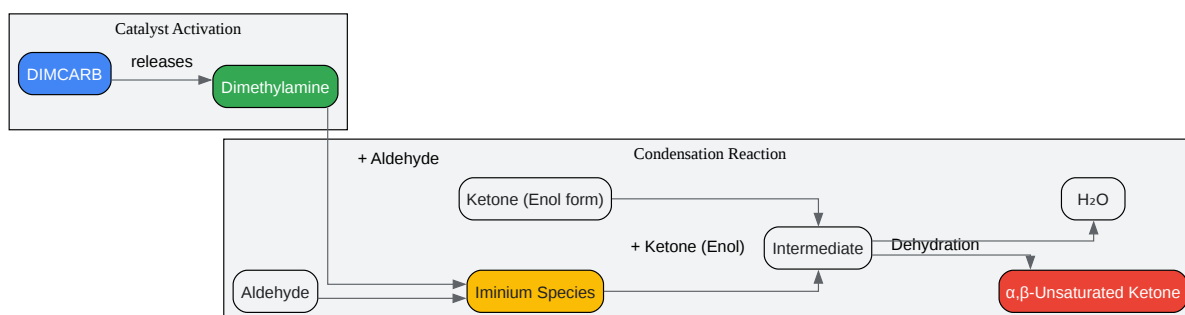 Catalyst Activation
DIMCARB
releases
Dimethylamine
+ Aldehyde
Condensation Reaction
Ketone (Enol form)
H₂O
+ Ketone (Enol)
Intermediate
Dehydration
Aldehyde
Iminium Species
α,β-Unsaturated Ketone